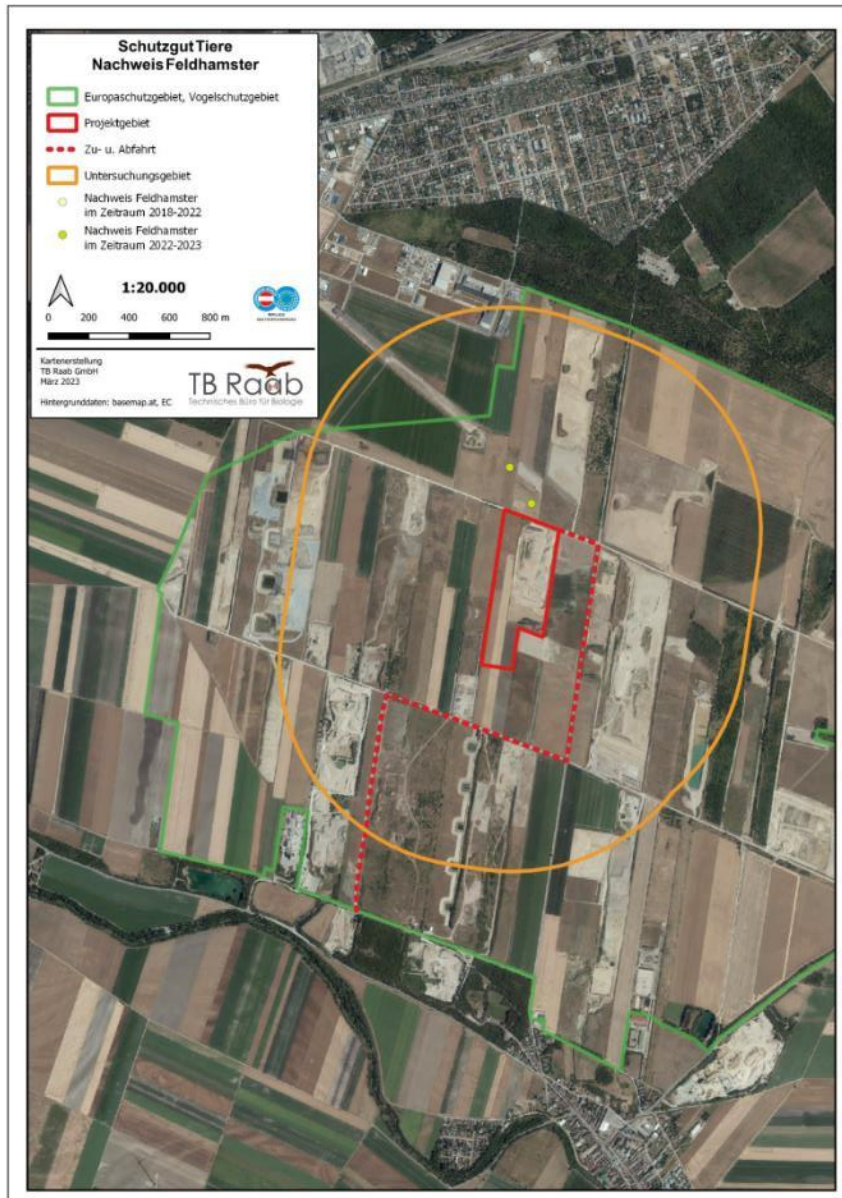 Schutzgut Tiere
Nachweis Feldhamster
Europaschutzgebiet, Vogelschutzgebiet
Projektgebiet
Zu- u. Abfahrt
Untersuchungsgebiet
Nachweis Feldhamster
im Zeitraum 2018-2022
Nachweis Feldhamster
im Zeitraum 2022-2023
1:20.000
0 200 400 600 800 m
Kartenerstellung
TB Raab GmbH
März 2023
TB Raab
Technisches Büro für Biologie
Hintergrunddaten: basemap.at, EC